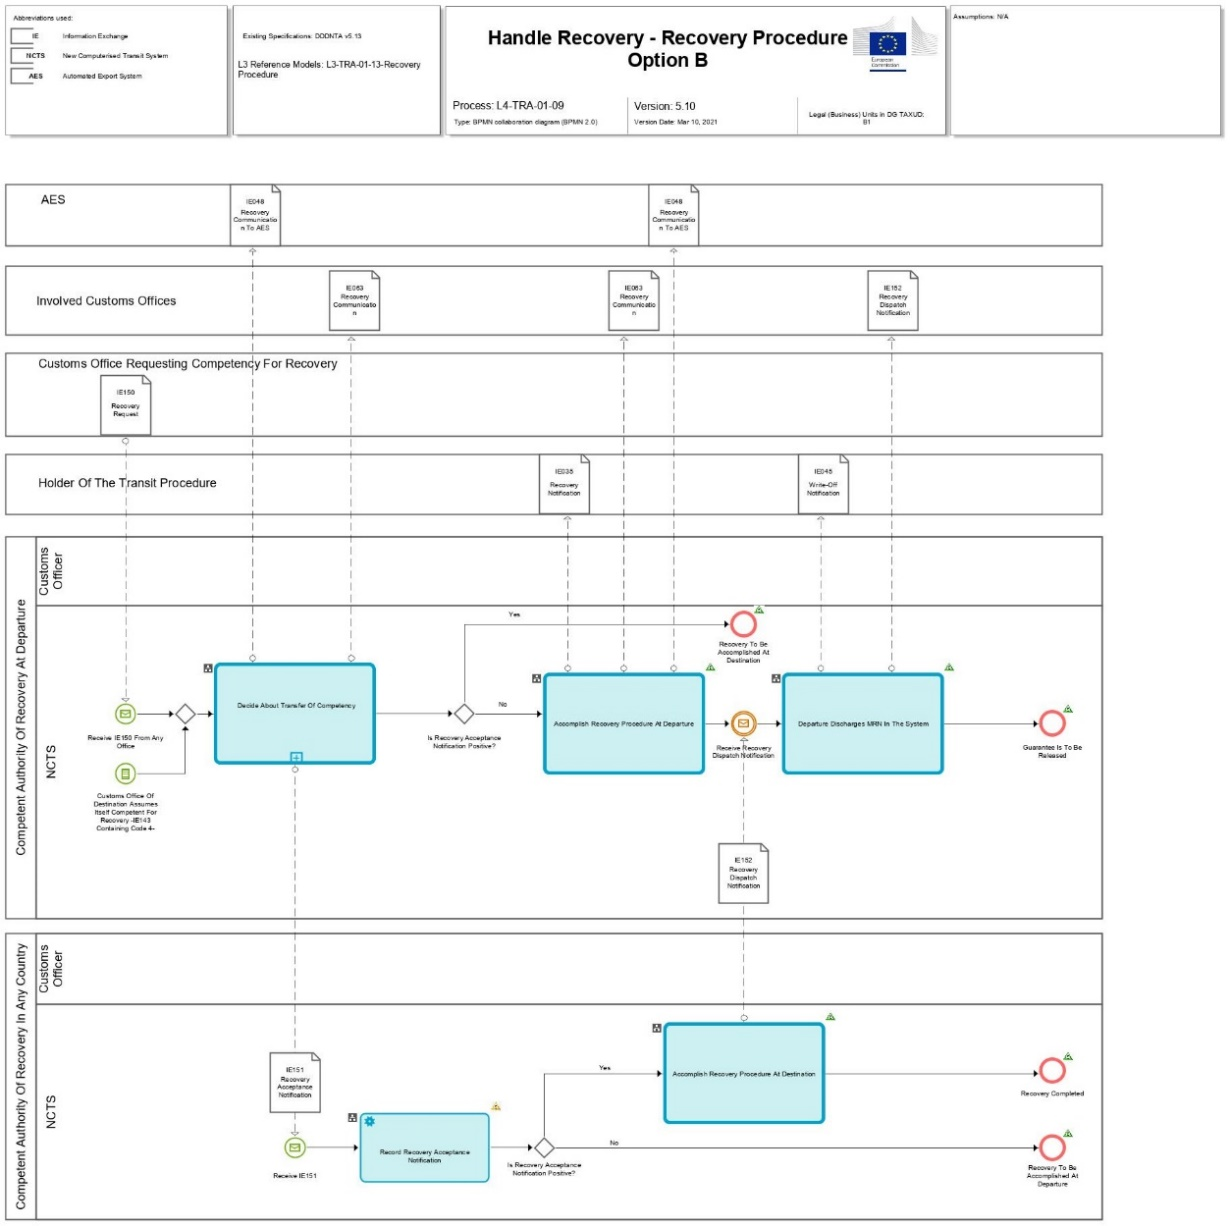 Abbreviations used:
IE Information Exchange
NCTS New Computerised Transit System
AES Automated Export System
Existing Specifications: DDDNTA v5.13
L3 Reference Models: L3-TRA-01-13-Recovery
Procedure
Handle Recovery - Recovery Procedure
Option B
European
Commission
Process: L4-TRA-01-09
Type: BPMN collaboration diagram (BPMN 2.0)
Version: 5.10
Version Date: Mar 10, 2021
Legal (Business) Units in DG TAXUD:
B1
Assumptions: N/A
AES
IE048
Recovery
Communicatio
n To AES
IE048
Recovery
Communicatio
n To AES
Involved Customs Offices
IE063
Recovery
Communicatio
n
IE063
Recovery
Communicatio
n
IE152
Recovery
Dispatch
Notification
Customs Office Requesting Competency For Recovery
IE150
Recovery
Request
Holder Of The Transit Procedure
IE035
Recovery
Notification
IE045
Write-Off
Notification
Competent Authority Of Recovery At Departure
Customs
Officer
NCTS
Receive IE150 From Any
Office
Customs Office Of
Destination Assumes
Itself Competent For
Recovery -IE143
Containing Code 4-
Decide About Transfer Of Competency
Is Recovery Acceptance
Notification Positive?
Yes
No
Recovery To Be
Accomplished At
Destination
Accomplish Recovery Procedure At Departure
Receive Recovery
Dispatch Notification
Departure Discharges MRN In The System
Guarantee Is To Be
Released
IE152
Recovery
Dispatch
Notification
Competent Authority Of Recovery In Any Country
Customs
Officer
NCTS
IE151
Recovery
Acceptance
Notification
Receive IE151
Record Recovery Acceptance
Notification
Is Recovery Acceptance
Notification Positive?
Yes
No
Accomplish Recovery Procedure At Destination
Recovery Completed
Recovery To Be
Accomplished At
Departure